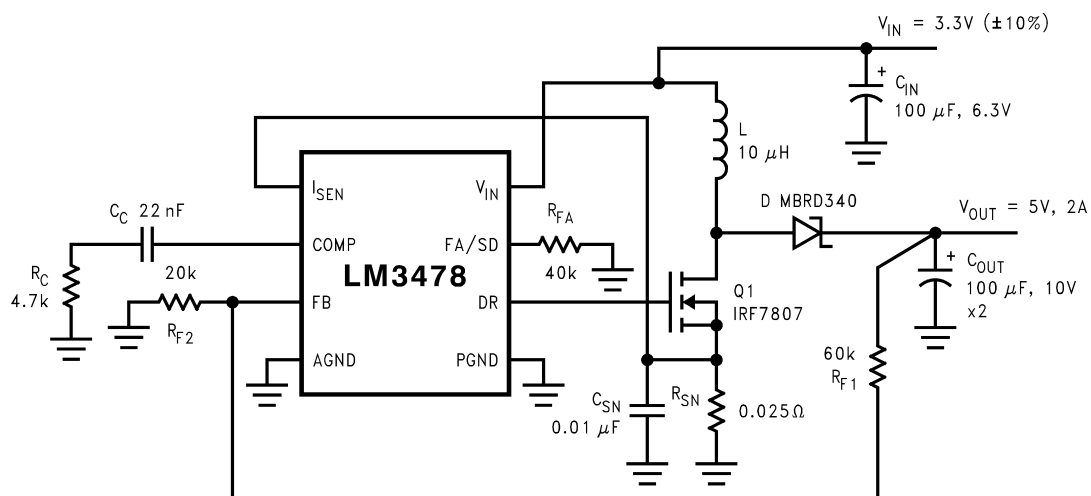 V_IN = 3.3V (±10%)
+
C_IN
100 μF, 6.3V
L
10 μH
I_SEN
V_IN
D MBRD340
V_OUT = 5V, 2A
C_C 22 nF
R_FA
COMP
FA/SD
40k
+
C_OUT
100 μF, 10V
x2
R_C
4.7k
20k
LM3478
Q1
IRF7807
FB
DR
R_F2
60k
R_F1
AGND
PGND
C_SN
0.01 μF
R_SN
0.025Ω